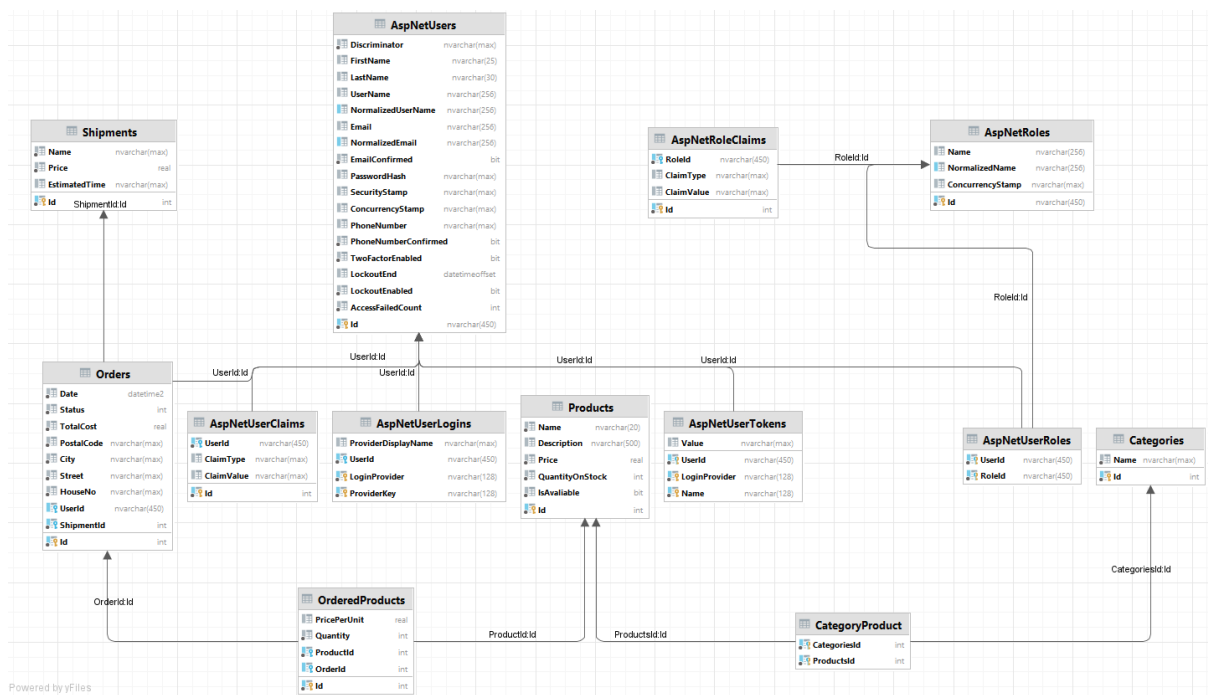 AspNetUsers
Discriminator nvarchar(max)
FirstName nvarchar(25)
LastName nvarchar(30)
UserName nvarchar(256)
NormalizedUserName nvarchar(256)
Email nvarchar(256)
NormalizedEmail nvarchar(256)
EmailConfirmed bit
PasswordHash nvarchar(max)
SecurityStamp nvarchar(max)
ConcurrencyStamp nvarchar(max)
PhoneNumber nvarchar(max)
PhoneNumberConfirmed bit
TwoFactorEnabled bit
LockoutEnd datetimeoffset
LockoutEnabled bit
AccessFailedCount int
Id nvarchar(450)
Shipments
Name nvarchar(max)
Price real
EstimatedTime nvarchar(max)
Id int
ShipmentId:Id
AspNetRoleClaims
RoleId nvarchar(450)
ClaimType nvarchar(max)
ClaimValue nvarchar(max)
Id int
RoleId:Id
AspNetRoles
Name nvarchar(256)
NormalizedName nvarchar(256)
ConcurrencyStamp nvarchar(max)
Id nvarchar(450)
RoleId:Id
UserId:Id
UserId:Id
UserId:Id
UserId:Id
UserId:Id
Orders
Date datetime2
Status int
TotalCost real
PostalCode nvarchar(max)
City nvarchar(max)
Street nvarchar(max)
HouseNo nvarchar(max)
UserId nvarchar(450)
ShipmentId int
Id int
AspNetUserClaims
UserId nvarchar(450)
ClaimType nvarchar(max)
ClaimValue nvarchar(max)
Id int
AspNetUserLogins
ProviderDisplayName nvarchar(max)
UserId nvarchar(450)
LoginProvider nvarchar(128)
ProviderKey nvarchar(128)
Products
Name nvarchar(20)
Description nvarchar(500)
Price real
QuantityOnStock int
IsAvaliable bit
Id int
AspNetUserTokens
Value nvarchar(max)
UserId nvarchar(450)
LoginProvider nvarchar(128)
Name nvarchar(128)
AspNetUserRoles
UserId nvarchar(450)
RoleId nvarchar(450)
Categories
Name nvarchar(max)
Id int
CategoriesId:Id
OrderId:Id
OrderedProducts
PricePerUnit real
Quantity int
ProductId int
OrderId int
Id int
ProductId:Id
ProductsId:Id
CategoryProduct
CategoriesId int
ProductsId int
Powered by yFiles